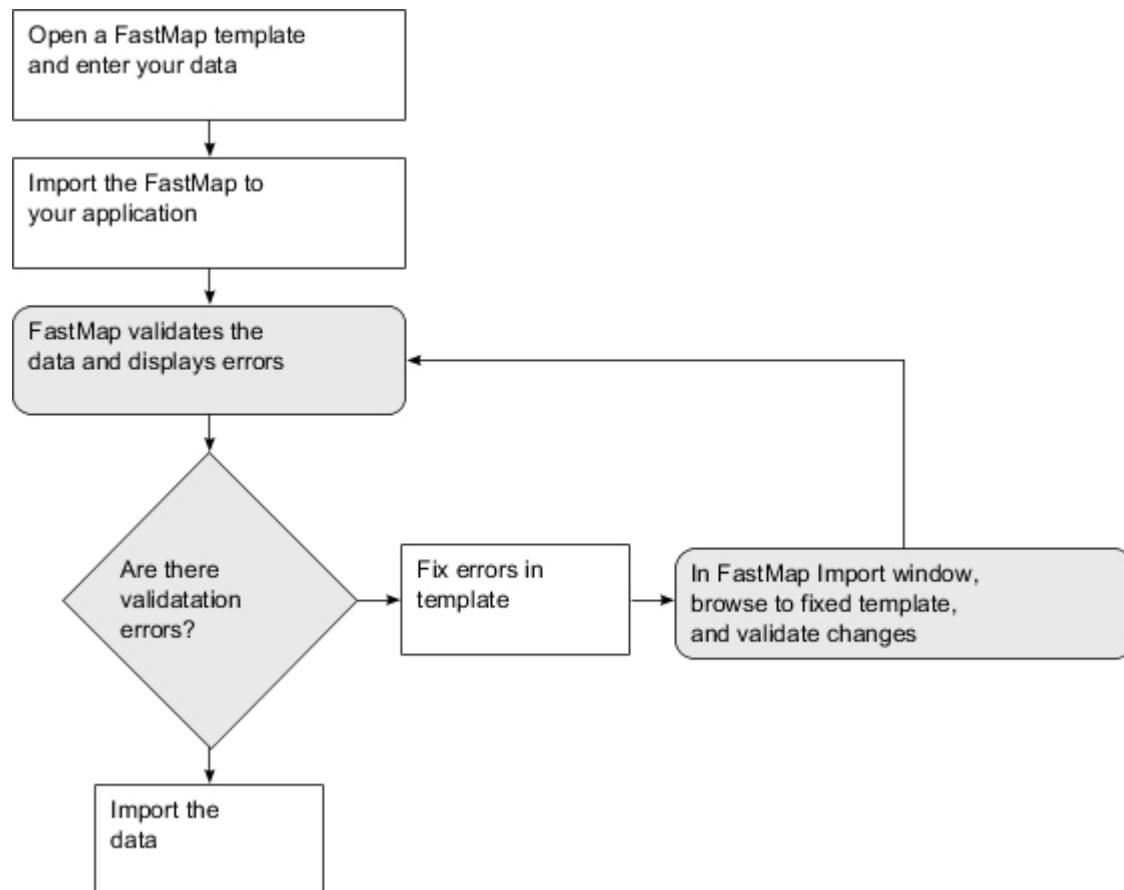 Open a FastMap template
and enter your data
Import the FastMap to
your application
FastMap validates the
data and displays errors
Are there
validatation
errors?
Fix errors in
template
In FastMap Import window,
browse to fixed template,
and validate changes
Import the
data